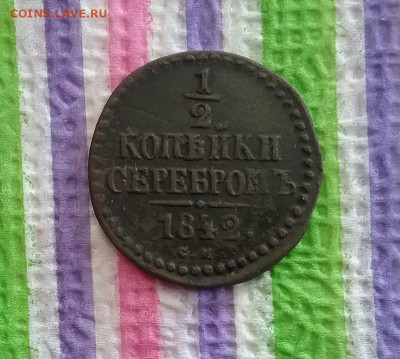 COINS.LAVE.RU
1
2
КОПѢЙКИ
СЕРЕБРОМЪ
1842.
С.М.